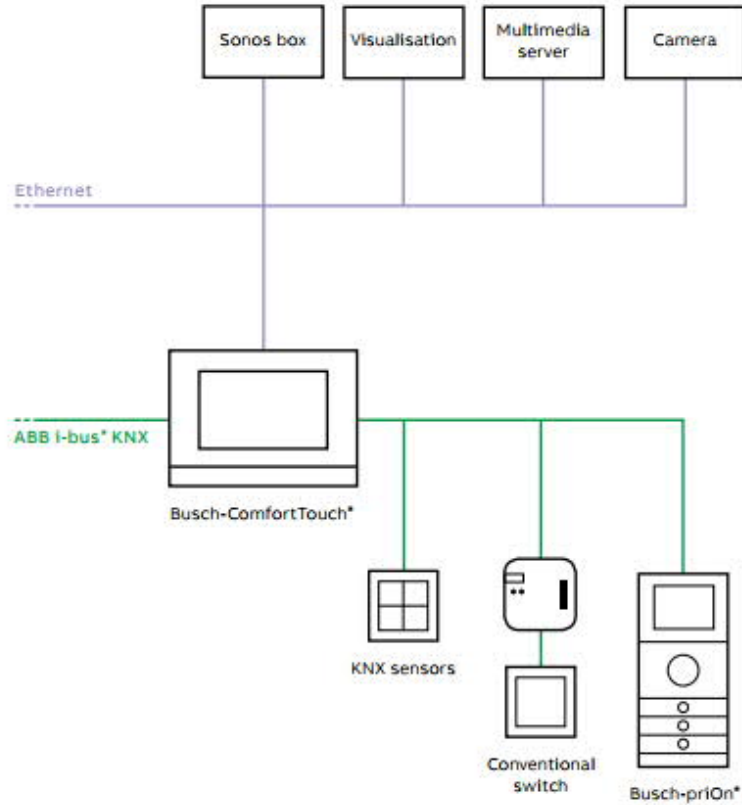 Sonos box
Visualisation
Multimedia
server
Camera
Ethernet
ABB i-bus® KNX
Busch-ComfortTouch®
KNX sensors
Conventional
switch
Busch-priOn®